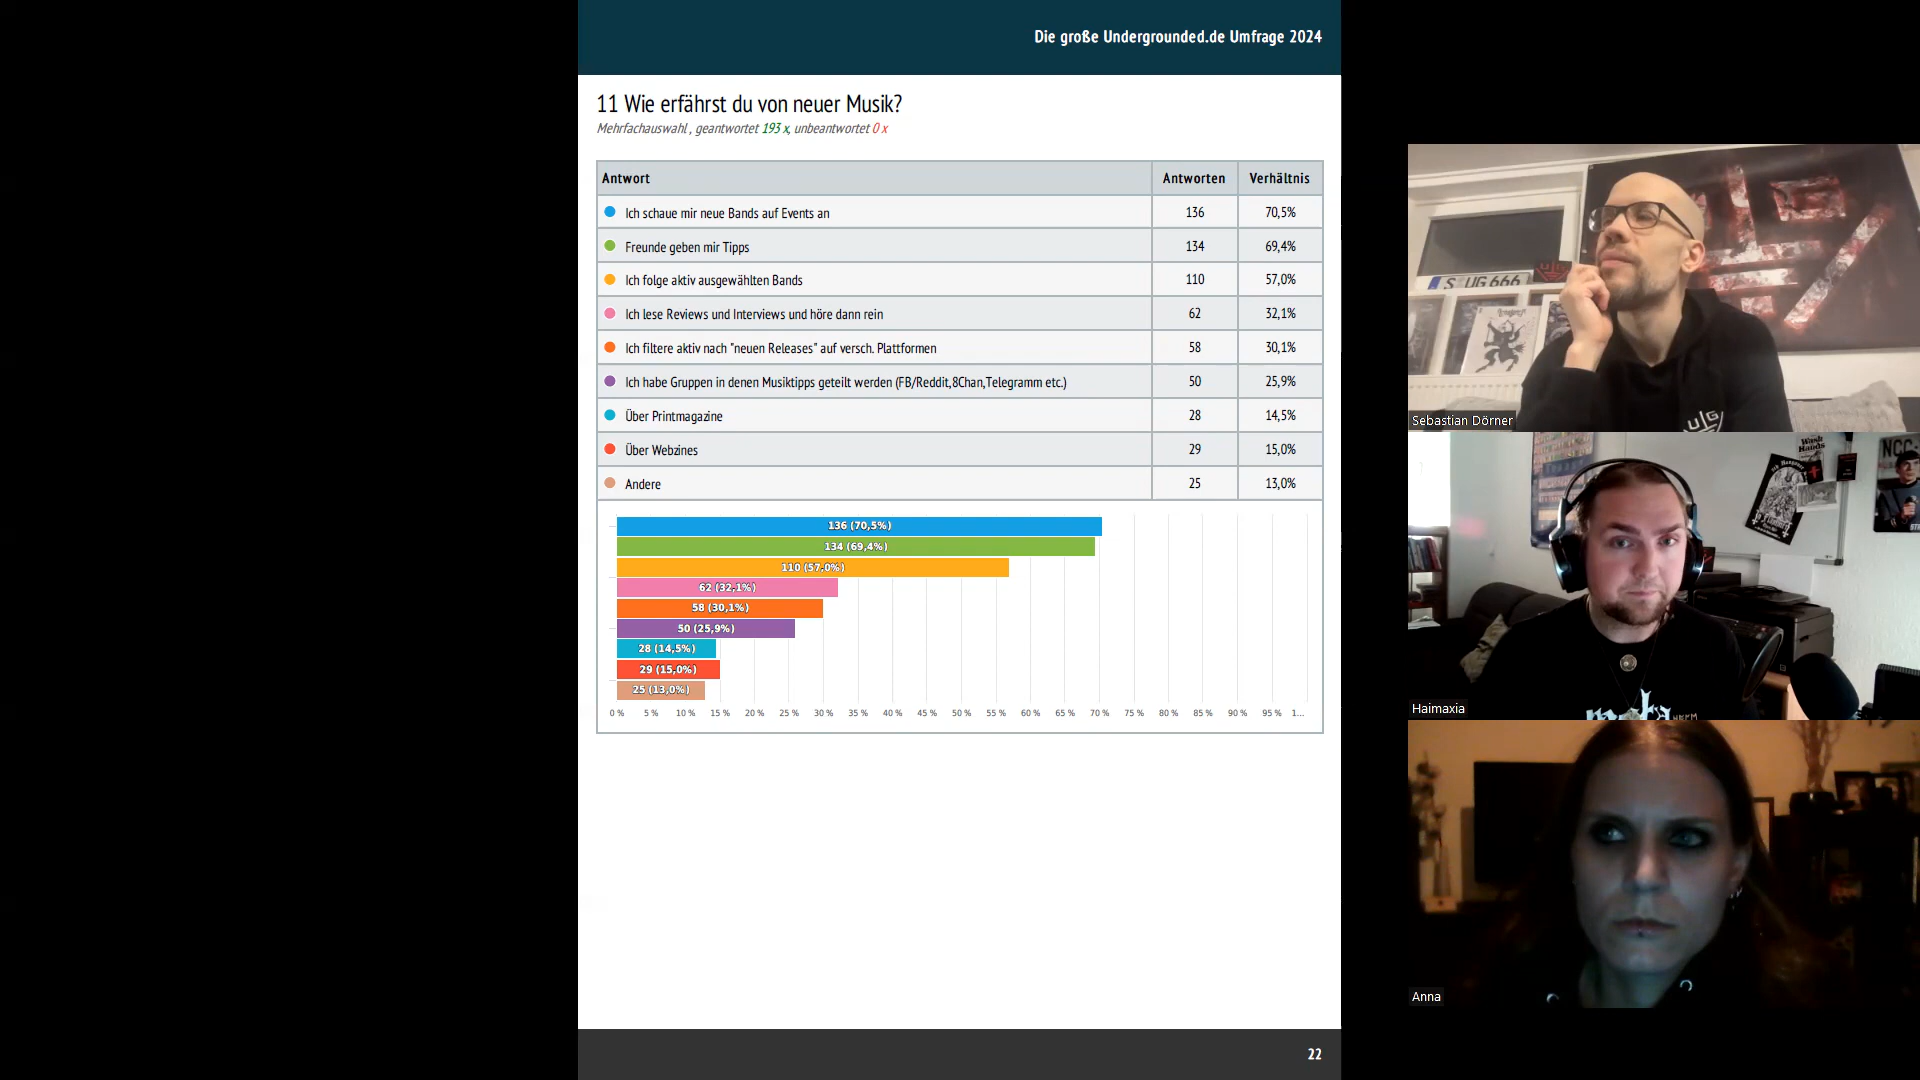 Die große Undergrounded.de Umfrage 2024
11 Wie erfährst du von neuer Musik?
Mehrfachauswahl , geantwortet 193 x, unbeantwortet 0 x
Antwort Antworten Verhältnis
Ich schaue mir neue Bands auf Events an 136 70,5%
Freunde geben mir Tipps 134 69,4%
Ich folge aktiv ausgewählten Bands 110 57,0%
Ich lese Reviews und Interviews und höre dann rein 62 32,1%
Ich filtere aktiv nach "neuen Releases" auf versch. Plattformen 58 30,1%
Ich habe Gruppen in denen Musiktipps geteilt werden (FB/Reddit,8Chan,Telegramm etc.) 50 25,9%
Über Printmagazine 28 14,5%
Über Webzines 29 15,0%
Andere 25 13,0%
136 (70,5%)
134 (69,4%)
110 (57,0%)
62 (32,1%)
58 (30,1%)
50 (25,9%)
28 (14,5%)
29 (15,0%)
25 (13,0%)
0 % 5 % 10 % 15 % 20 % 25 % 30 % 35 % 40 % 45 % 50 % 55 % 60 % 65 % 70 % 75 % 80 % 85 % 90 % 95 % 1...
22
S UG 666
UG
Sebastian Dörner
Wash
Hands
NCC-
Haimaxia
Anna